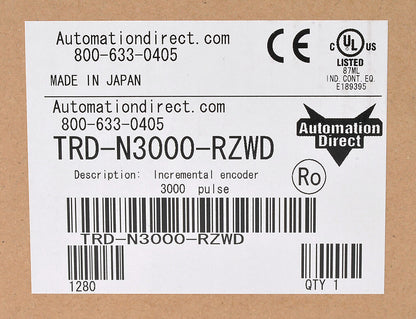 Automationdirect.com
800-633-0405
CE
MADE IN JAPAN
C UL US
LISTED
87ML
IND. CONT. EQ.
E189395
Automationdirect.com
800-633-0405
TRD-N3000-RZWD
Automation
Direct
Description: Incremental encoder
3000 pulse
Ro
TRD-N3000-RZWD
1280
QTY 1